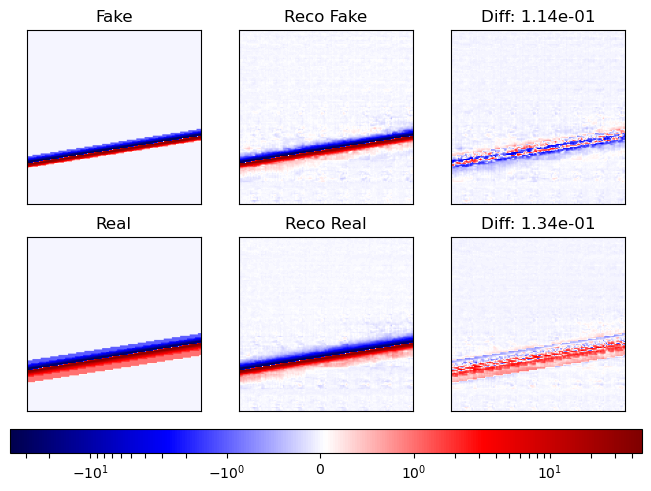 Fake Reco Fake Diff: 1.14e-01
Real Reco Real Diff: 1.34e-01
−10¹ −10⁰ 0 10⁰ 10¹